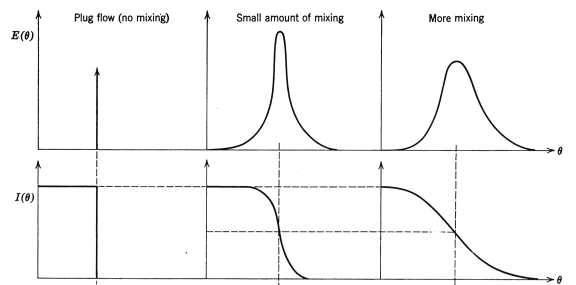 Plug flow (no mixing)
Small amount of mixing
More mixing
E(θ)
θ
I(θ)
θ